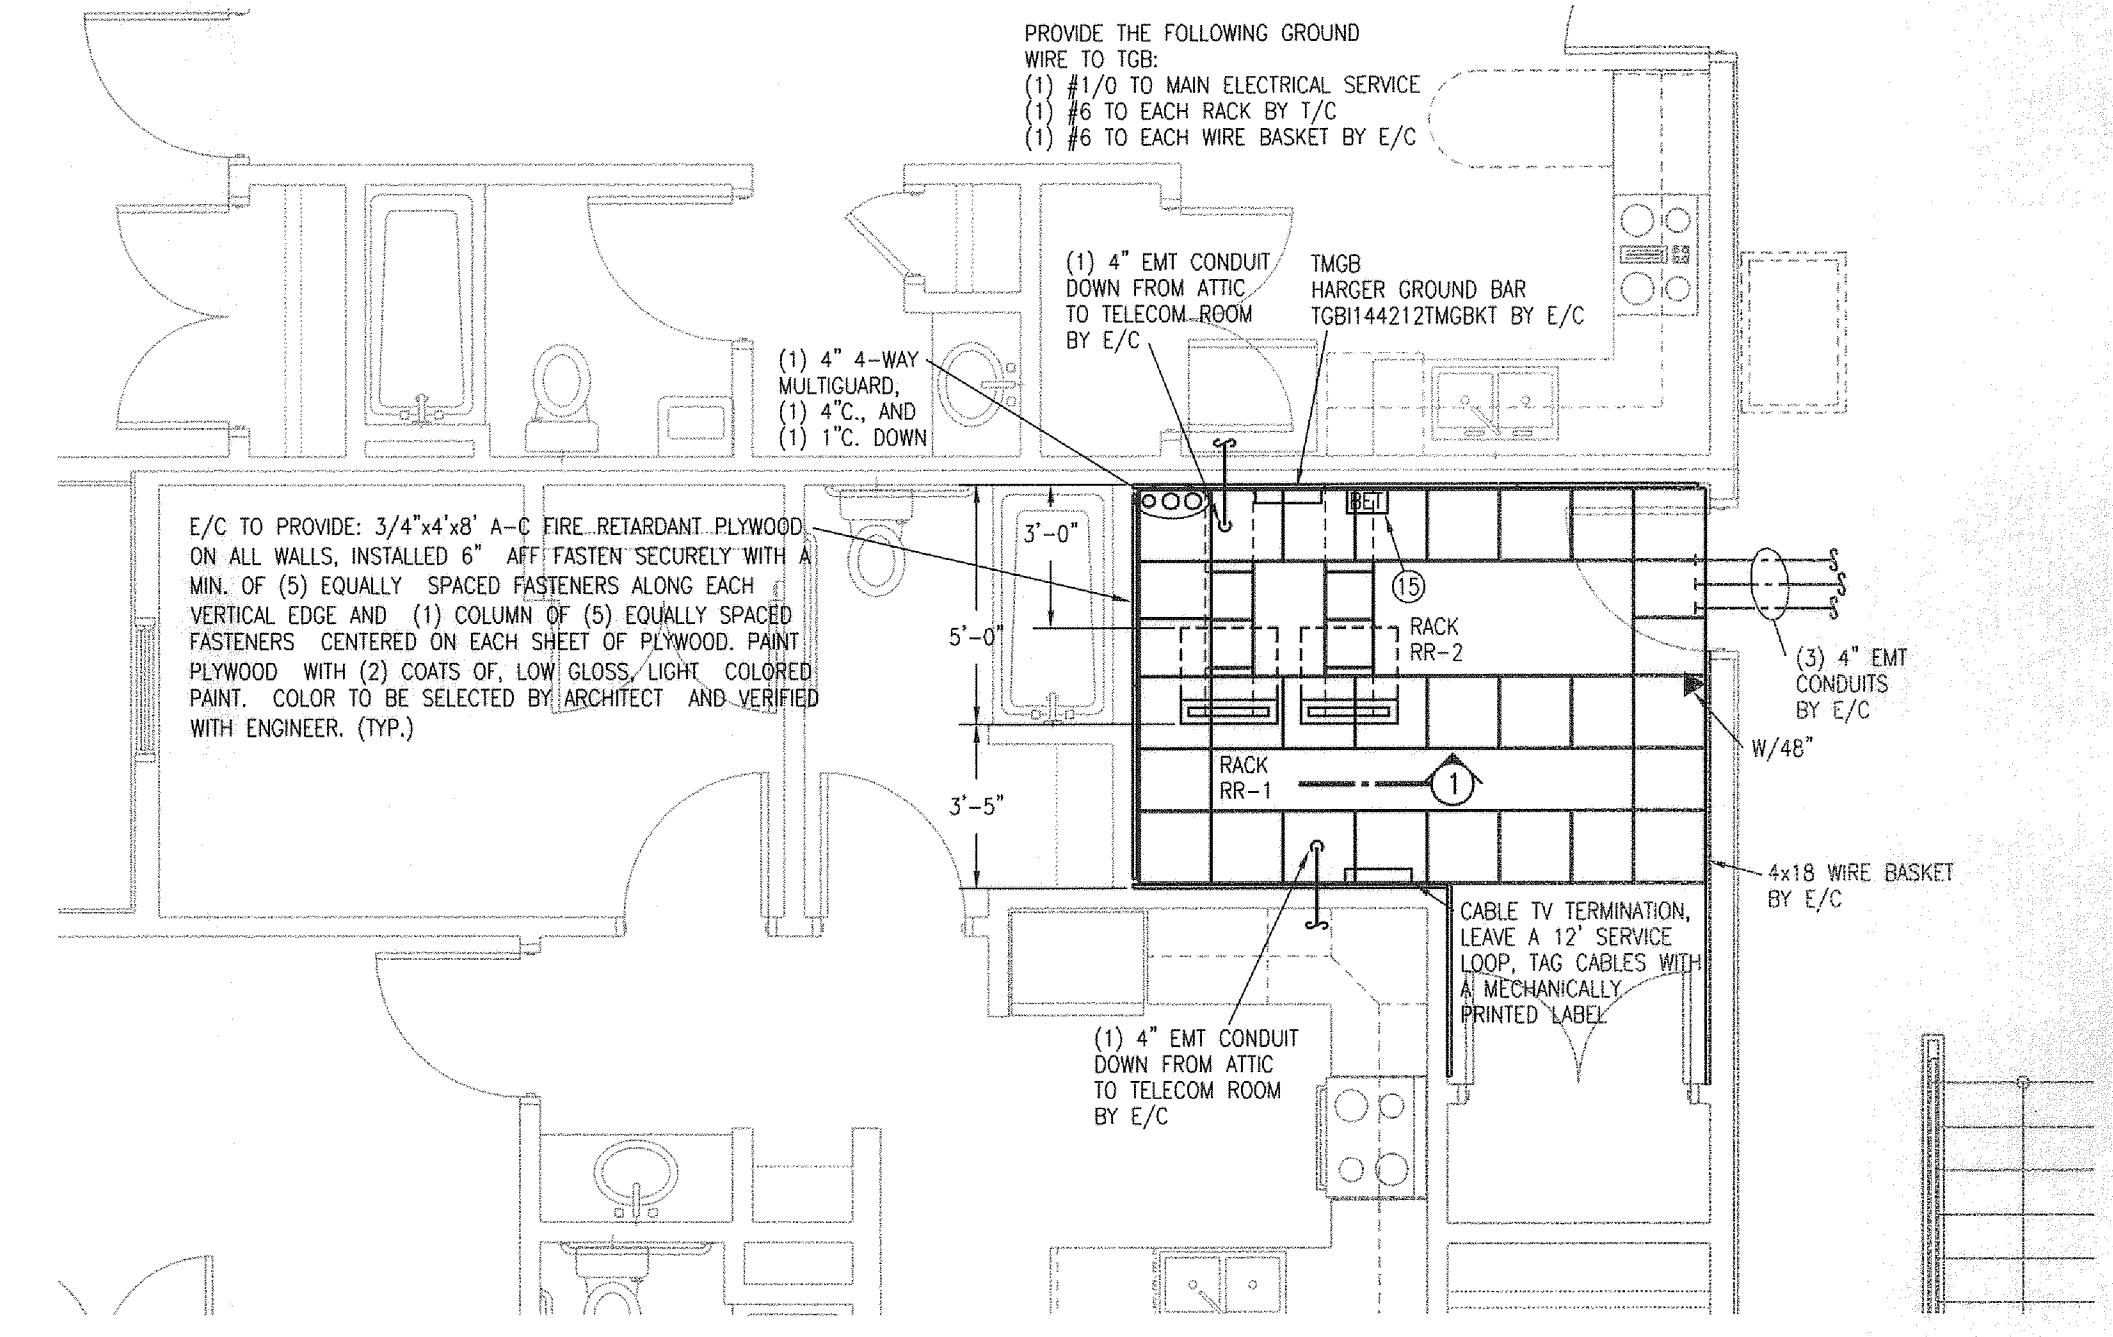 PROVIDE THE FOLLOWING GROUND
WIRE TO TGB:
(1) #1/0 TO MAIN ELECTRICAL SERVICE
(1) #6 TO EACH RACK BY T/C
(1) #6 TO EACH WIRE BASKET BY E/C
(1) 4" EMT CONDUIT
DOWN FROM ATTIC
TO TELECOM ROOM
BY E/C
TMGB
HARGER GROUND BAR
TGBI144212TMGBKT BY E/C
(1) 4" 4-WAY
MULTIGUARD,
(1) 4"C., AND
(1) 1"C. DOWN
E/C TO PROVIDE: 3/4"x4'x8' A-C FIRE RETARDANT PLYWOOD
ON ALL WALLS, INSTALLED 6" AFF FASTEN SECURELY WITH A
MIN. OF (5) EQUALLY SPACED FASTENERS ALONG EACH
VERTICAL EDGE AND (1) COLUMN OF (5) EQUALLY SPACED
FASTENERS CENTERED ON EACH SHEET OF PLYWOOD. PAINT
PLYWOOD WITH (2) COATS OF, LOW GLOSS, LIGHT COLORED
PAINT. COLOR TO BE SELECTED BY ARCHITECT AND VERIFIED
WITH ENGINEER. (TYP.)
3'-0"
5'-0"
3'-5"
BET
15
RACK
RR-2
RACK
RR-1
1
(3) 4" EMT
CONDUITS
BY E/C
W/48"
4x18 WIRE BASKET
BY E/C
CABLE TV TERMINATION,
LEAVE A 12' SERVICE
LOOP, TAG CABLES WITH
A MECHANICALLY
PRINTED LABEL
(1) 4" EMT CONDUIT
DOWN FROM ATTIC
TO TELECOM ROOM
BY E/C